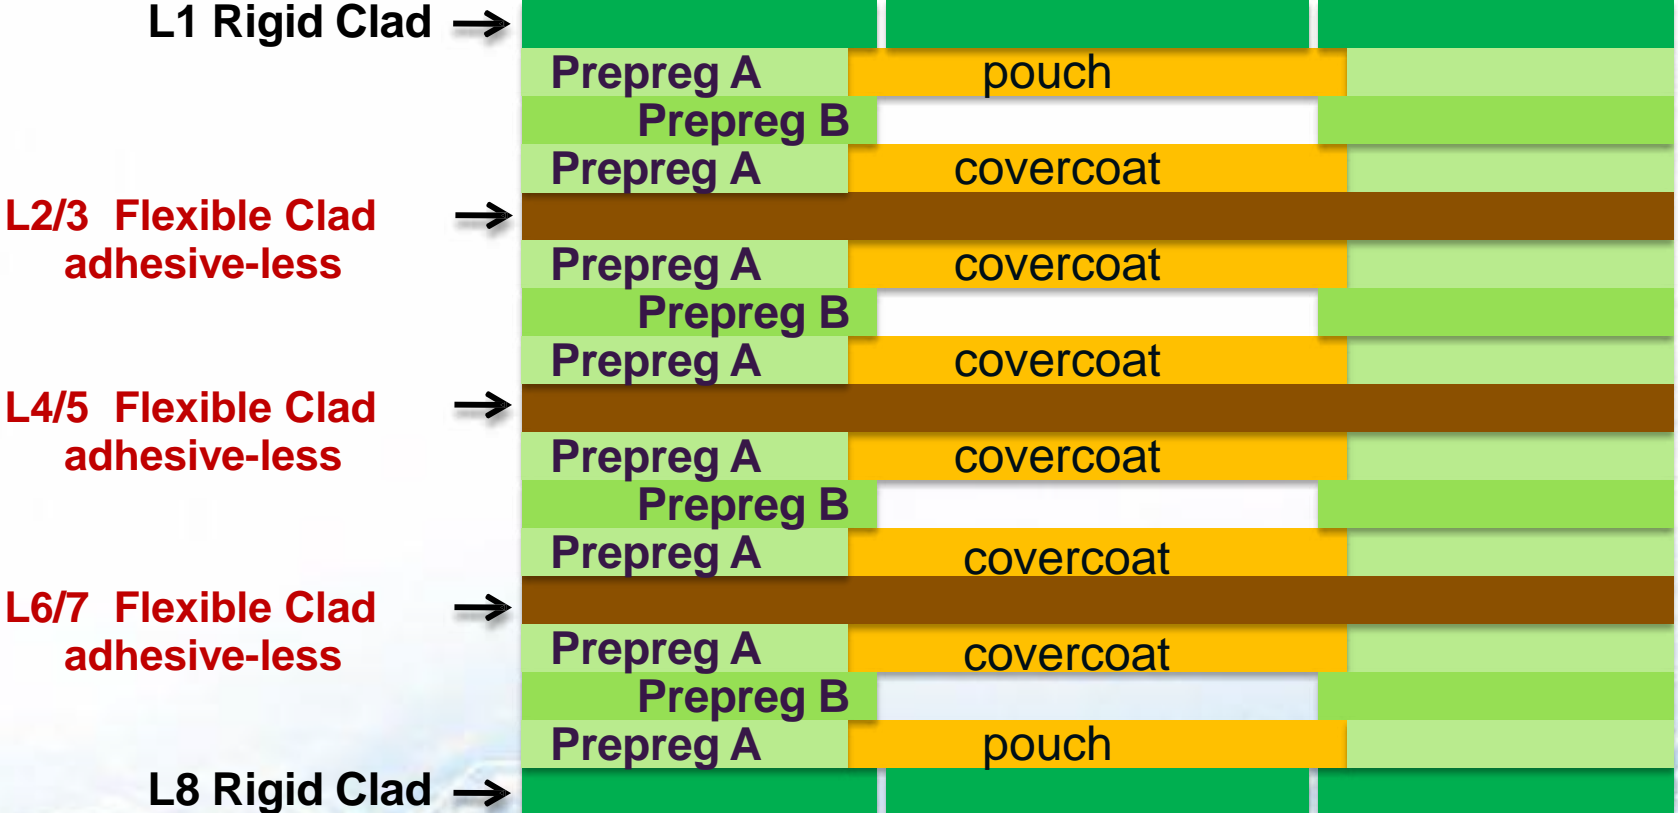 L1 Rigid Clad
Prepreg A pouch
Prepreg B
Prepreg A covercoat
L2/3 Flexible Clad
adhesive-less
Prepreg A covercoat
Prepreg B
Prepreg A covercoat
L4/5 Flexible Clad
adhesive-less
Prepreg A covercoat
Prepreg B
Prepreg A covercoat
L6/7 Flexible Clad
adhesive-less
Prepreg A covercoat
Prepreg B
Prepreg A pouch
L8 Rigid Clad